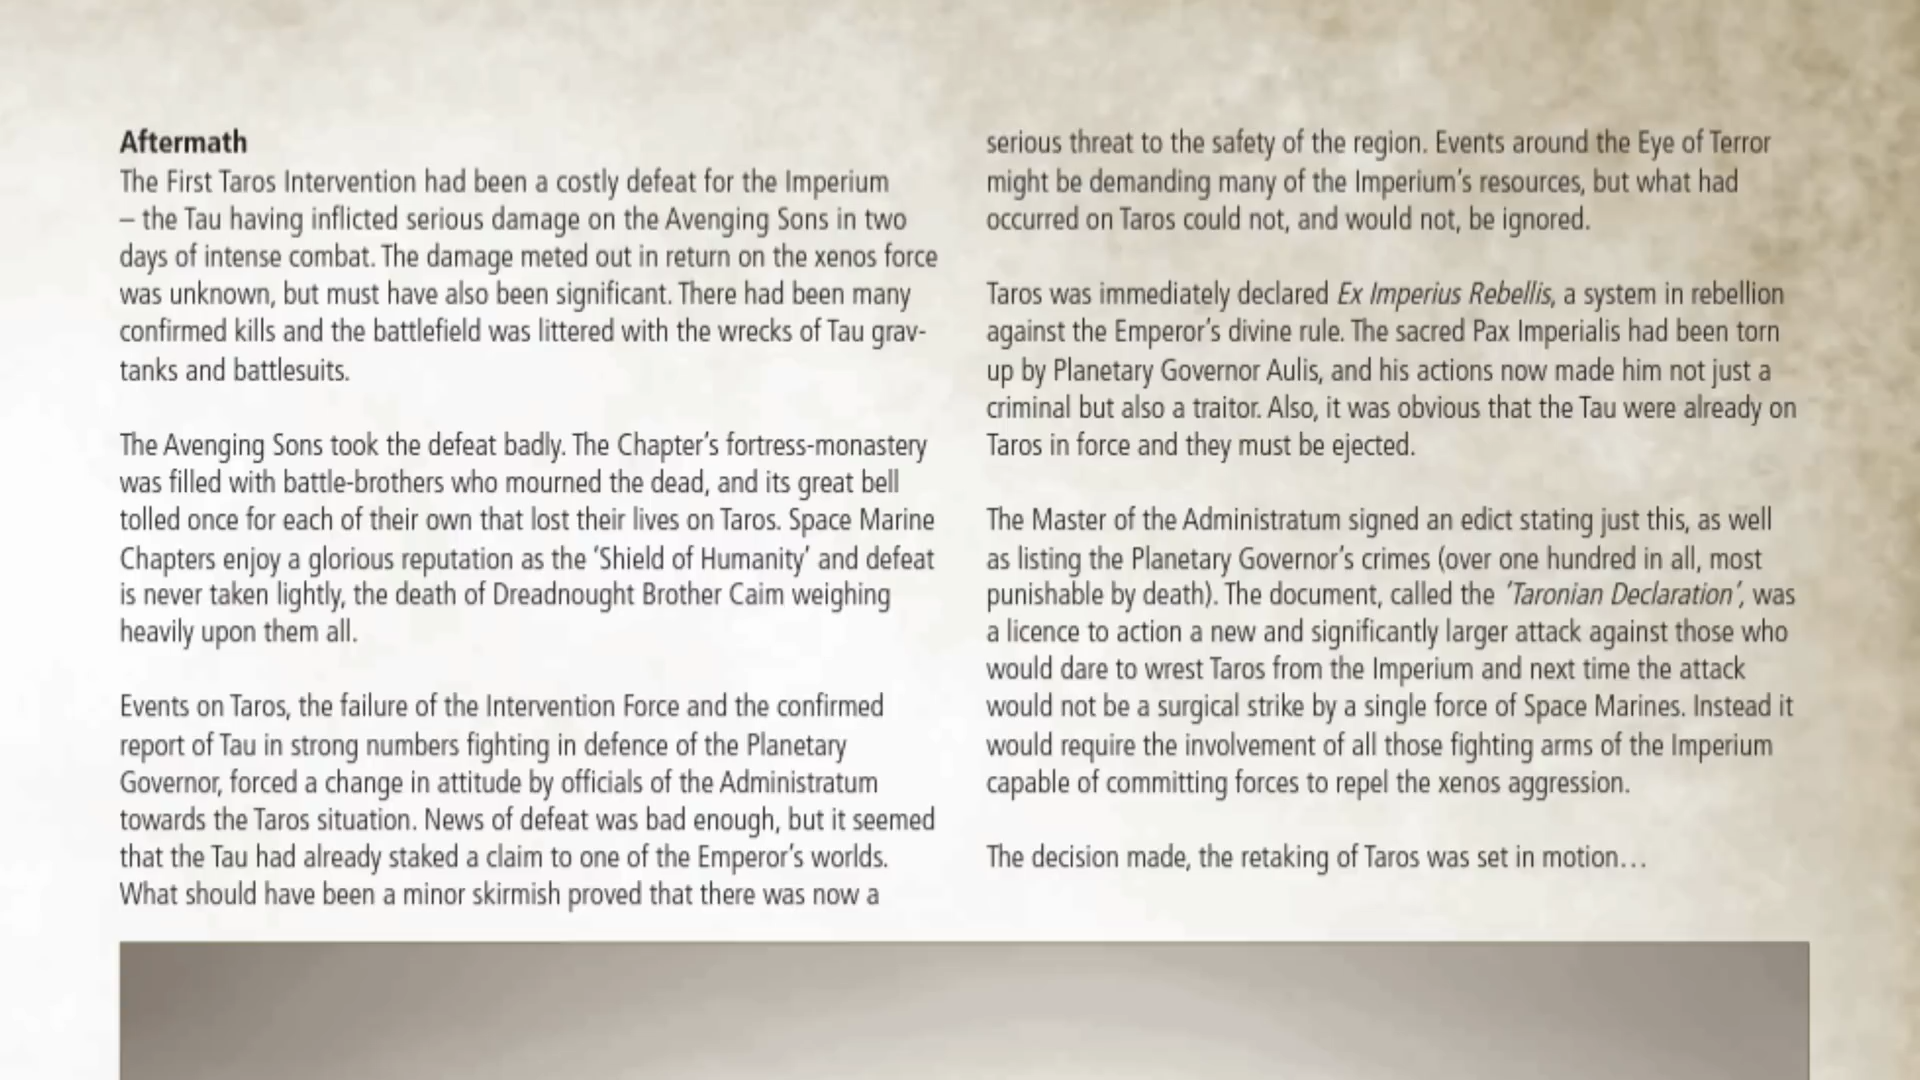 Aftermath
The First Taros Intervention had been a costly defeat for the Imperium
– the Tau having inflicted serious damage on the Avenging Sons in two
days of intense combat. The damage meted out in return on the xenos force
was unknown, but must have also been significant. There had been many
confirmed kills and the battlefield was littered with the wrecks of Tau grav-
tanks and battlesuits.
The Avenging Sons took the defeat badly. The Chapter’s fortress-monastery
was filled with battle-brothers who mourned the dead, and its great bell
tolled once for each of their own that lost their lives on Taros. Space Marine
Chapters enjoy a glorious reputation as the ‘Shield of Humanity’ and defeat
is never taken lightly, the death of Dreadnought Brother Caim weighing
heavily upon them all.
Events on Taros, the failure of the Intervention Force and the confirmed
report of Tau in strong numbers fighting in defence of the Planetary
Governor, forced a change in attitude by officials of the Administratum
towards the Taros situation. News of defeat was bad enough, but it seemed
that the Tau had already staked a claim to one of the Emperor’s worlds.
What should have been a minor skirmish proved that there was now a
serious threat to the safety of the region. Events around the Eye of Terror
might be demanding many of the Imperium’s resources, but what had
occurred on Taros could not, and would not, be ignored.
Taros was immediately declared Ex Imperius Rebellis, a system in rebellion
against the Emperor’s divine rule. The sacred Pax Imperialis had been torn
up by Planetary Governor Aulis, and his actions now made him not just a
criminal but also a traitor. Also, it was obvious that the Tau were already on
Taros in force and they must be ejected.
The Master of the Administratum signed an edict stating just this, as well
as listing the Planetary Governor’s crimes (over one hundred in all, most
punishable by death). The document, called the ‘Taronian Declaration’, was
a licence to action a new and significantly larger attack against those who
would dare to wrest Taros from the Imperium and next time the attack
would not be a surgical strike by a single force of Space Marines. Instead it
would require the involvement of all those fighting arms of the Imperium
capable of committing forces to repel the xenos aggression.
The decision made, the retaking of Taros was set in motion…